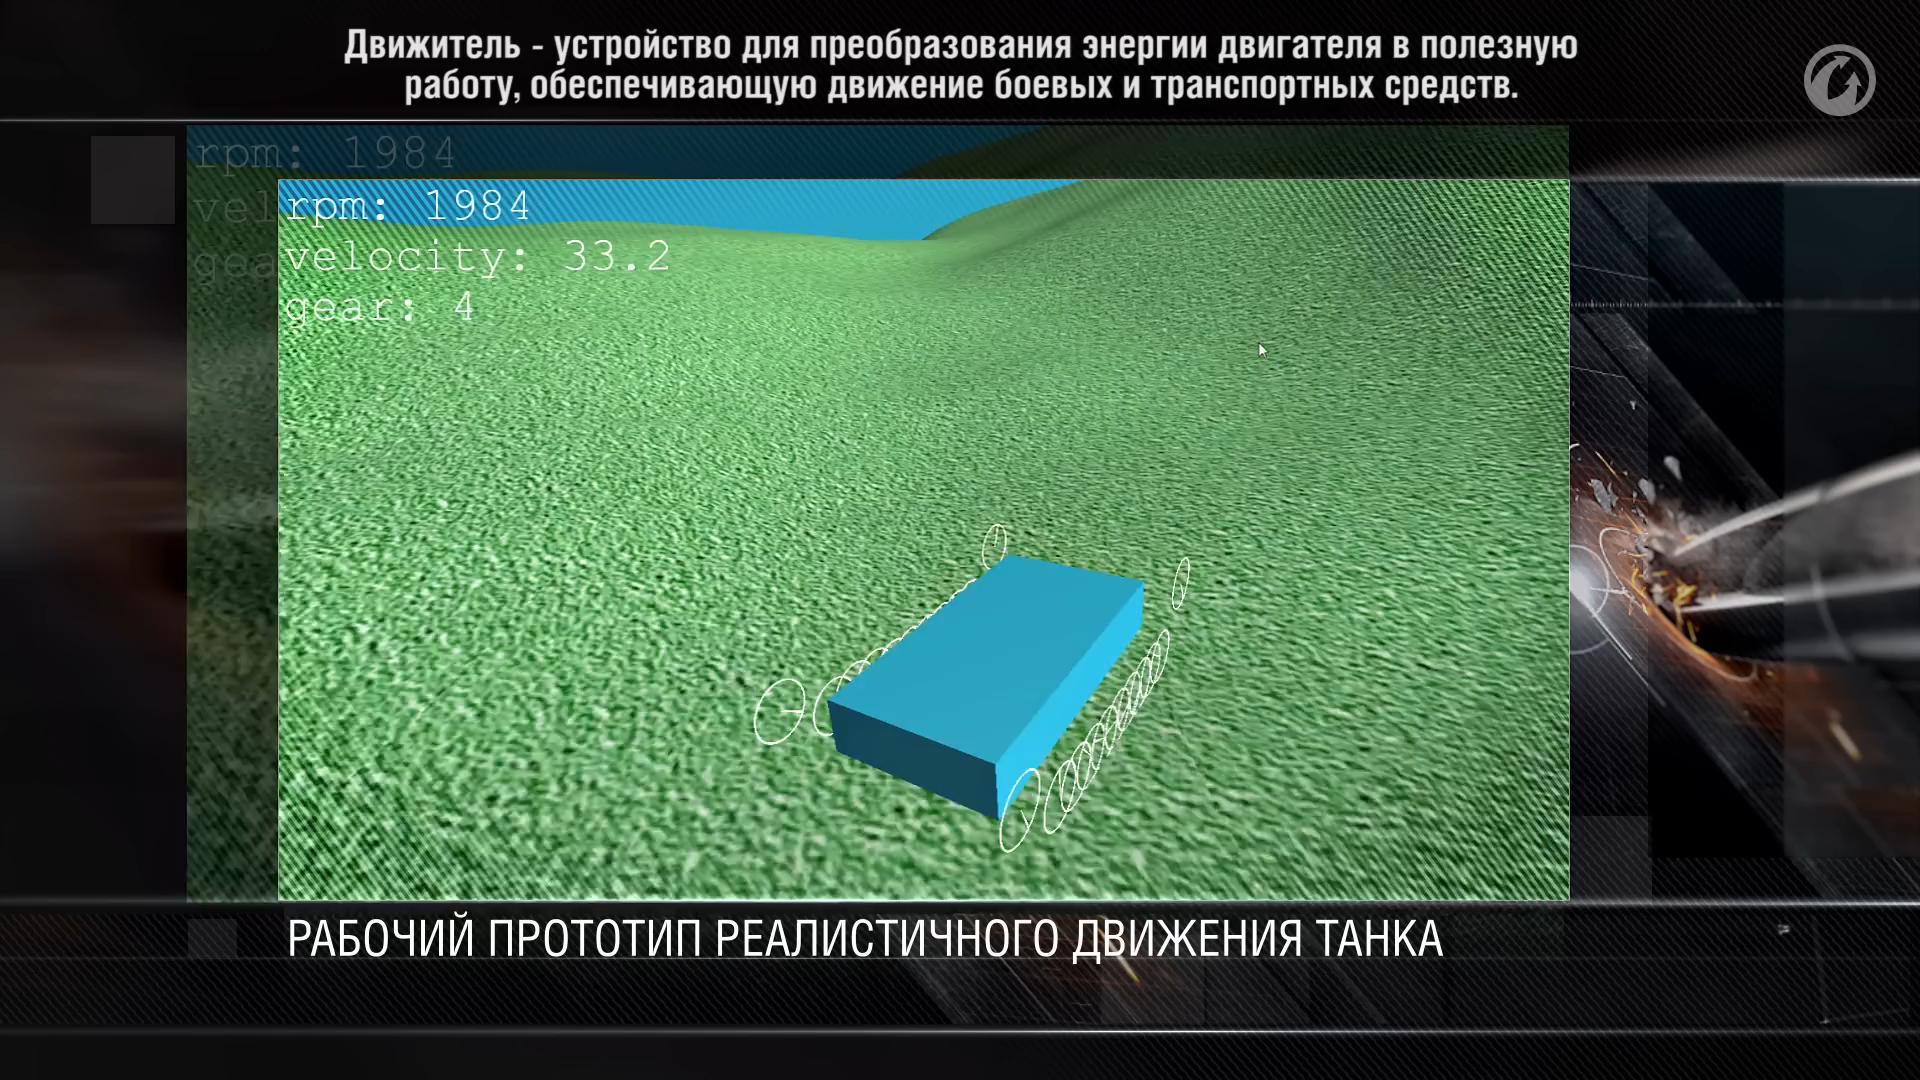 Движитель - устройство для преобразования энергии двигателя в полезную
работу, обеспечивающую движение боевых и транспортных средств.
rpm: 1984
rpm: 1984
velocity: 33.2
gear: 4
РАБОЧИЙ ПРОТОТИП РЕАЛИСТИЧНОГО ДВИЖЕНИЯ ТАНКА